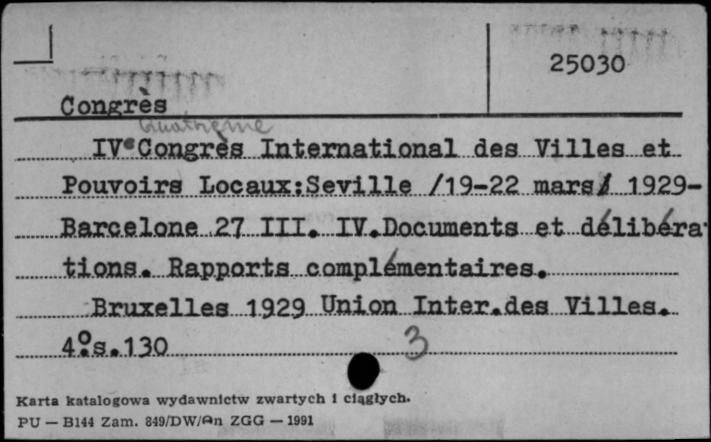 25030
Congrès
Quatrième
IVe Congrès International des Villes et
Pouvoirs Locaux:Seville /19-22 mars/ 1929-
Barcelone 27 III. IV.Documents et délibéra
tions. Rapports complémentaires.
Bruxelles 1929 Union Inter.des Villes.
4°.s.130
3
Karta katalogowa wydawnictw zwartych i ciągłych.
PU — B144 Zam. 849/DW/An ZGG — 1991